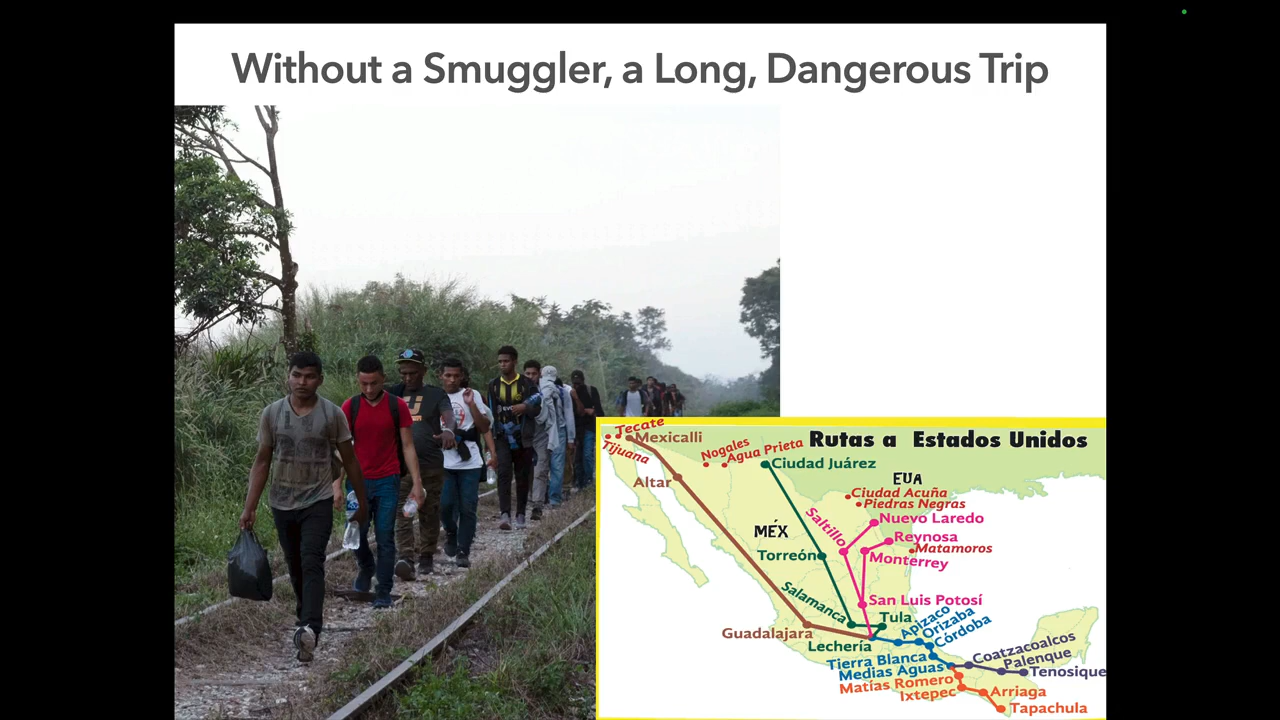 Without a Smuggler, a Long, Dangerous Trip
Rutas a Estados Unidos
Tecate
Mexicalli
Tijuana
Nogales
Agua Prieta
Ciudad Juárez
Altar
EUA
Ciudad Acuña
Piedras Negras
Saltillo
Nuevo Laredo
MÉX
Reynosa
Matamoros
Torreón
Monterrey
Salamanca
San Luis Potosí
Tula
Apizaco
Orizaba
Córdoba
Guadalajara
Lechería
Coatzacoalcos
Tierra Blanca
Palenque
Medias Aguas
Tenosique
Matías Romero
Ixtepec
Arriaga
Tapachula